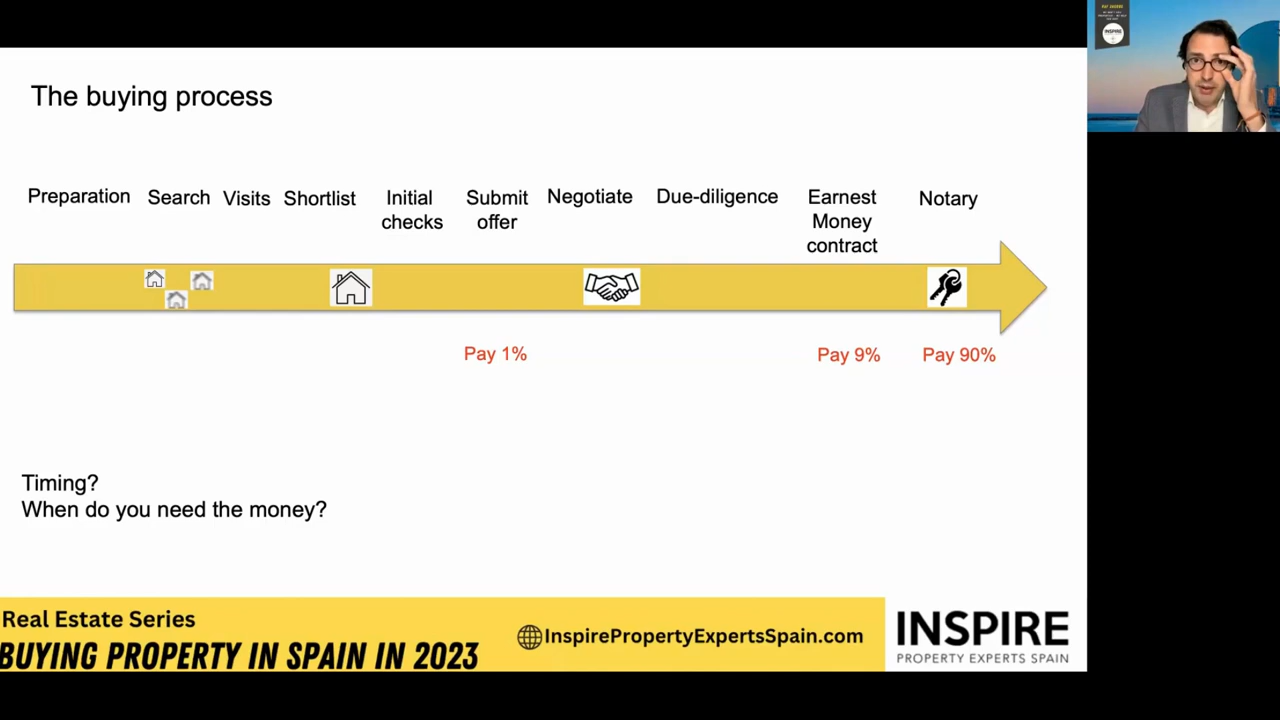 The buying process
Preparation
Search
Visits
Shortlist
Initial
checks
Submit
offer
Negotiate
Due-diligence
Earnest
Money
contract
Notary
Pay 1%
Pay 9%
Pay 90%
Timing?
When do you need the money?
Real Estate Series
BUYING PROPERTY IN SPAIN IN 2023
InspirePropertyExpertsSpain.com
INSPIRE
PROPERTY EXPERTS SPAIN
INSPIRE